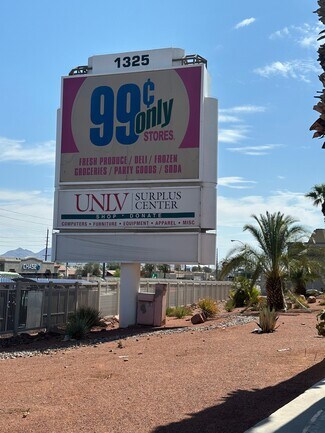 1325
99¢
only
STORES.
FRESH PRODUCE / DELI / FROZEN
GROCERIES / PARTY GOODS / SODA
UNLV SURPLUS CENTER
SHOP · DONATE
COMPUTERS · FURNITURE · EQUIPMENT · APPAREL · MISC
CHASE